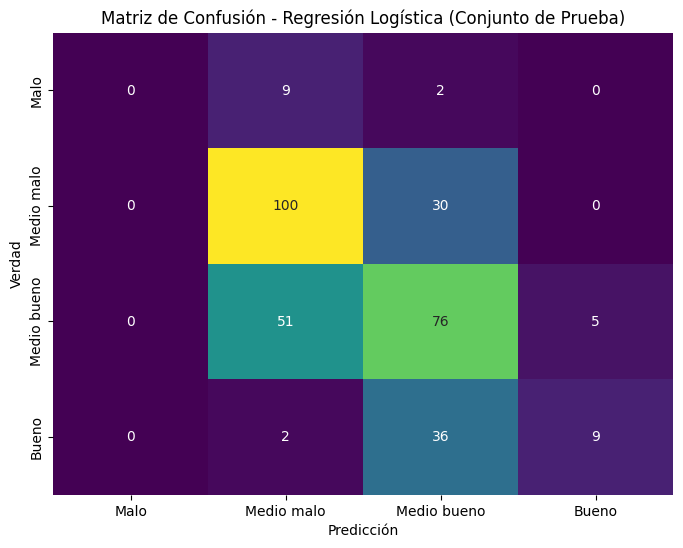 Matriz de Confusión - Regresión Logística (Conjunto de Prueba)
Verdad
Malo
0 9 2 0
Medio malo
0 100 30 0
Medio bueno
0 51 76 5
Bueno
0 2 36 9
Malo Medio malo Medio bueno Bueno
Predicción